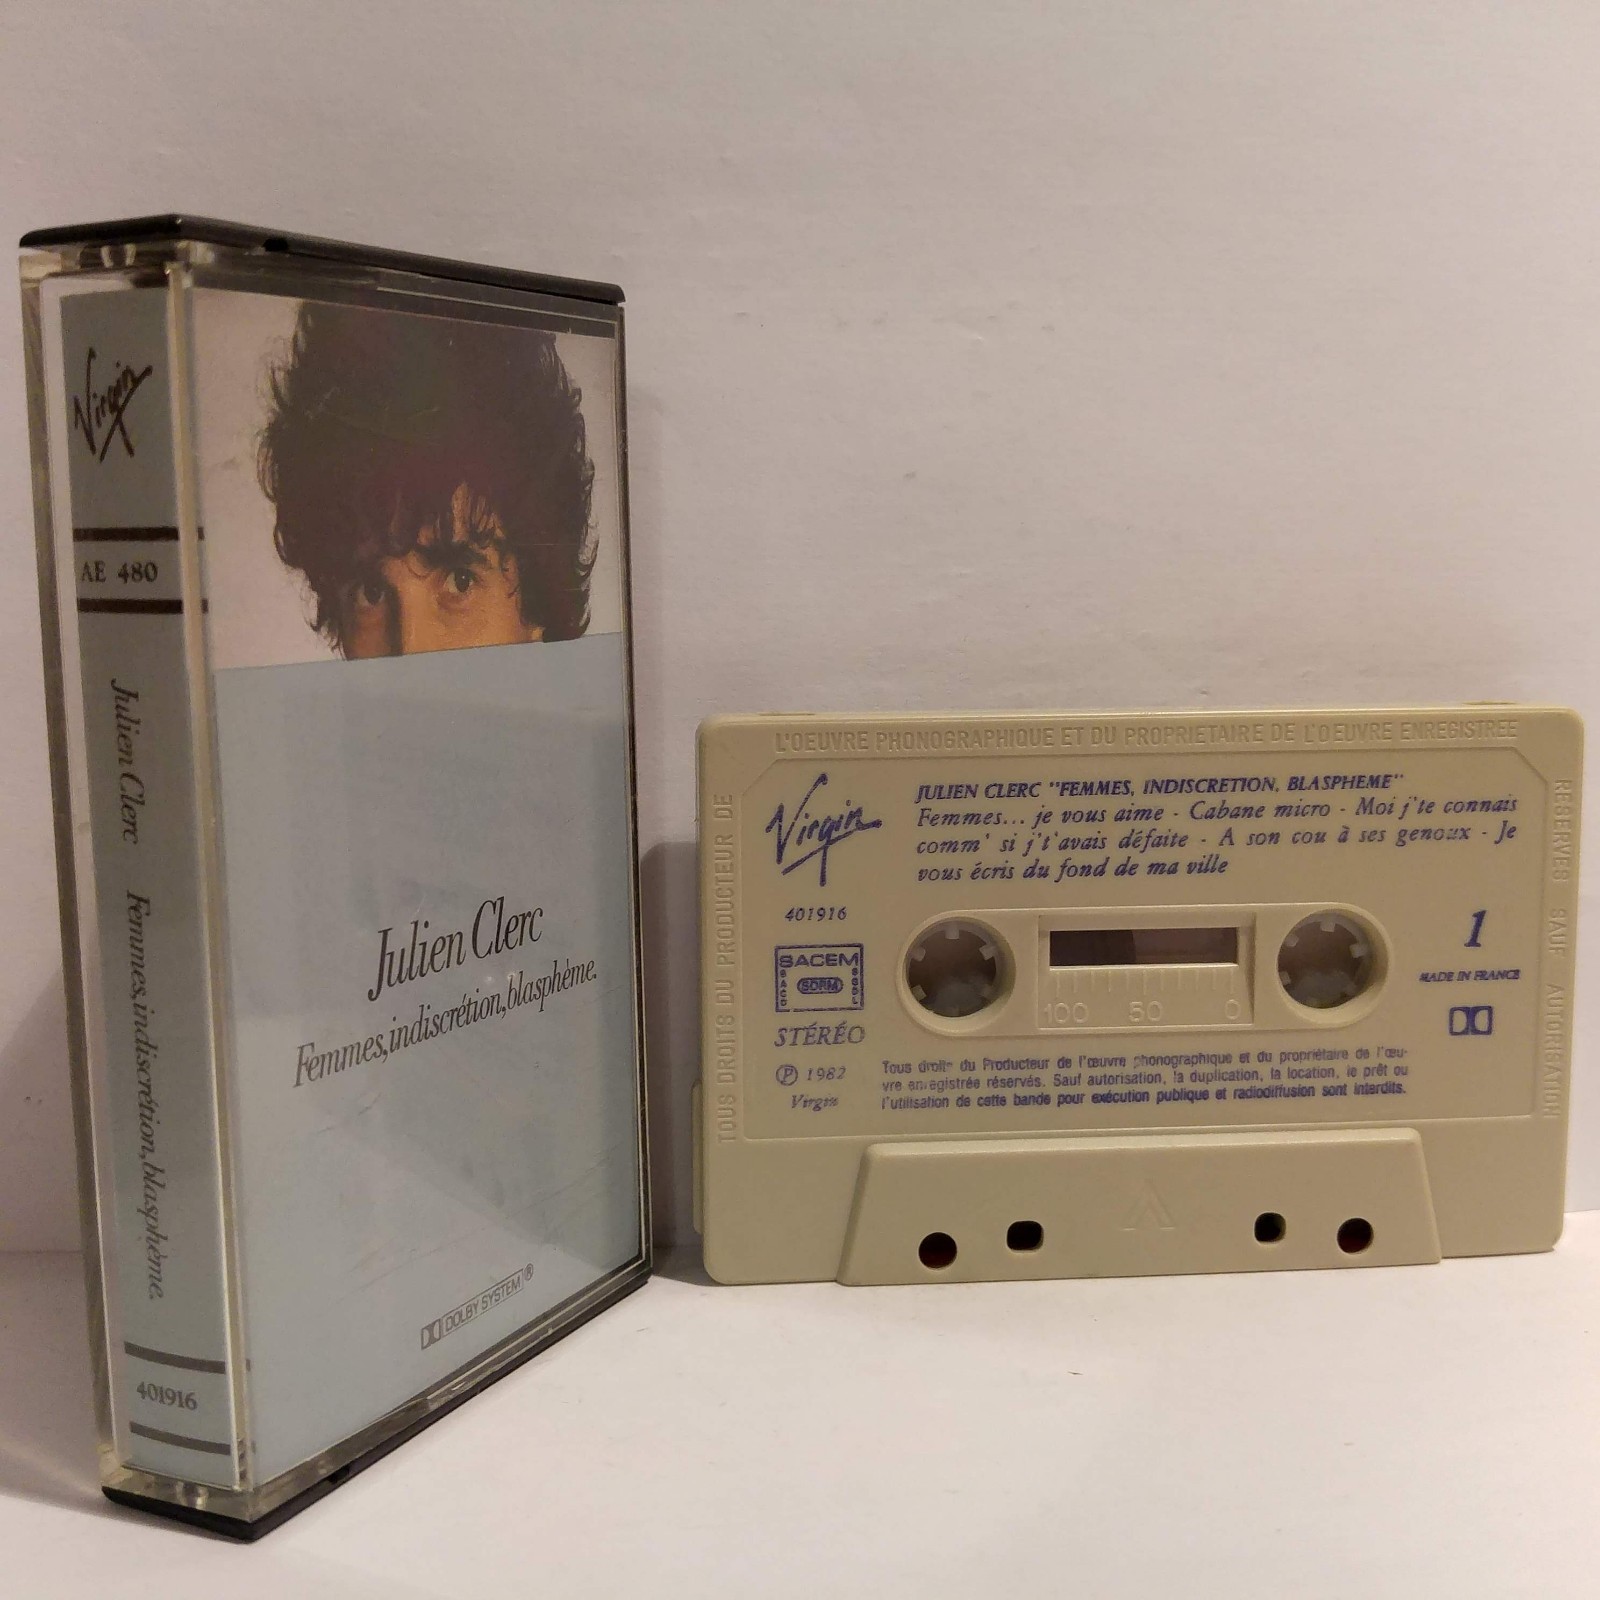 Virgin
AE 480
Julien Clerc Femmes,indiscrétion,blasphème.
401916
Julien Clerc
Femmes,indiscrétion,blasphème.
DOLBY SYSTEM®
L'OEUVRE PHONOGRAPHIQUE ET DU PROPRIETAIRE DE L'OEUVRE ENREGISTREE
RESERVES SAUF AUTORISATION
TOUS DROITS DU PRODUCTEUR DE
Virgin
JULIEN CLERC "FEMMES, INDISCRETION, BLASPHEME"
Femmes... je vous aime - Cabane micro - Moi j'te connais
comm' si j't'avais défaite - A son cou à ses genoux - Je
vous écris du fond de ma ville
401916
SACEM
SACD
SDRM
SGDL
STÉRÉO
Ⓟ 1982
Virgin
100 50 0
1
MADE IN FRANCE
Tous droits du Producteur de l'œuvre phonographique et du propriétaire de l'œu-
vre enregistrée réservés. Sauf autorisation, la duplication, la location, le prêt ou
l'utilisation de cette bande pour exécution publique et radiodiffusion sont interdits.